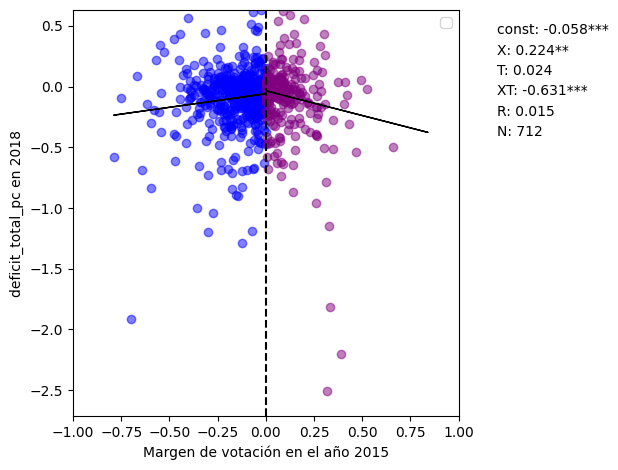 const: -0.058***
X: 0.224**
T: 0.024
XT: -0.631***
R: 0.015
N: 712
deficit_total_pc en 2018
0.5
0.0
−0.5
−1.0
−1.5
−2.0
−2.5
−1.00 −0.75 −0.50 −0.25 0.00 0.25 0.50 0.75 1.00
Margen de votación en el año 2015